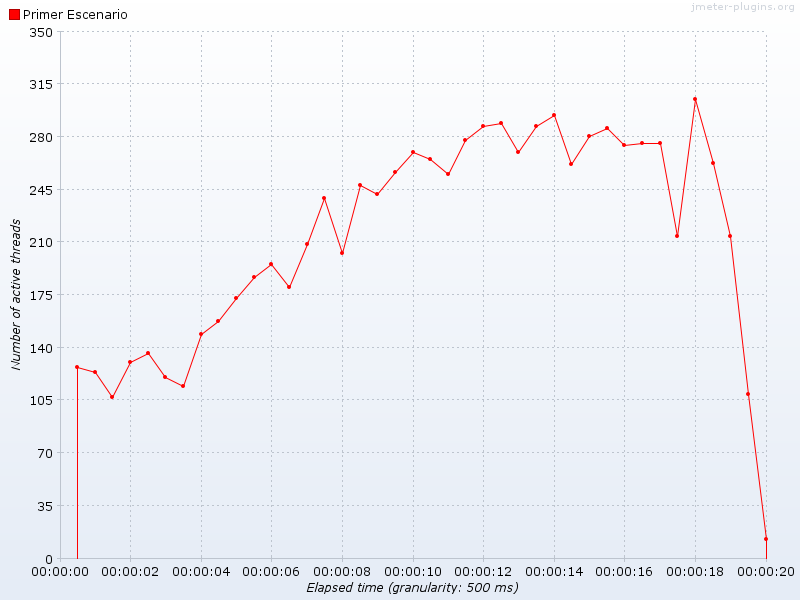 jmeter-plugins.org
Primer Escenario
350
315
280
245
210
175
140
105
70
35
0
Number of active threads
00:00:00 00:00:02 00:00:04 00:00:06 00:00:08 00:00:10 00:00:12 00:00:14 00:00:16 00:00:18 00:00:20
Elapsed time (granularity: 500 ms)